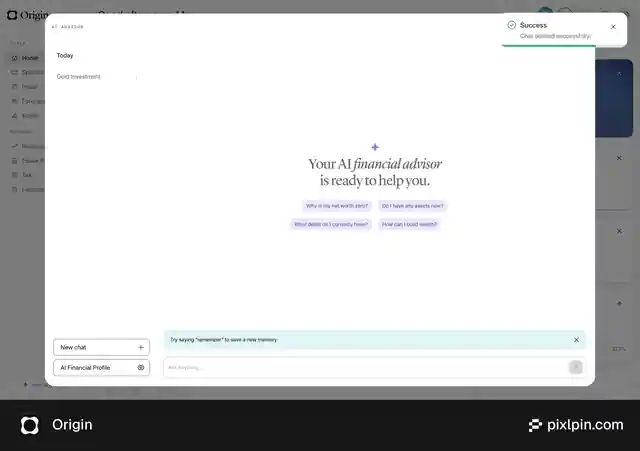 Origin
AI ADVISOR
Success
Chat deleted successfully.
Today
Home
Gold Investment
Your AI financial advisor
is ready to help you.
Why is my net worth zero?
Do I have any assets now?
What debts do I currently have?
How can I build wealth?
New chat
AI Financial Profile
Try saying "remember" to save a new memory
Ask anything...
Origin
pixlpin.com